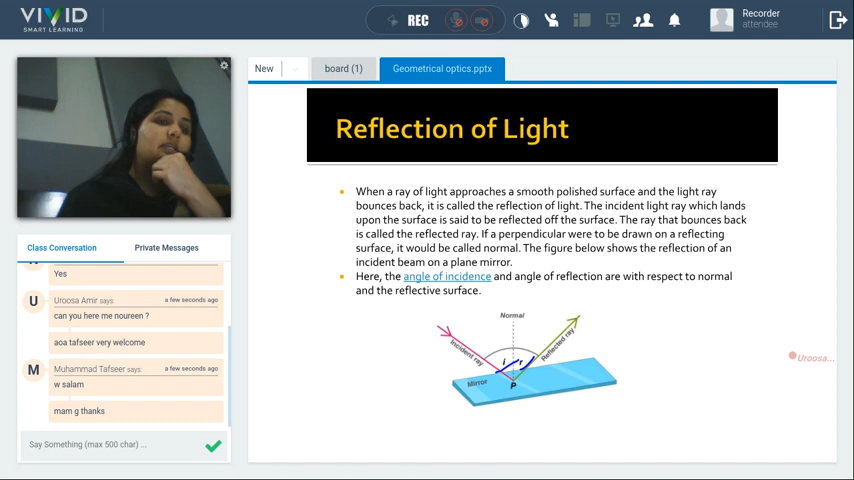 VIVID
SMART LEARNING
REC
Recorder
attendee
New
board (1)
Geometrical optics.pptx
Reflection of Light
When a ray of light approaches a smooth polished surface and the light ray
bounces back, it is called the reflection of light. The incident light ray which lands
upon the surface is said to be reflected off the surface. The ray that bounces back
is called the reflected ray. If a perpendicular were to be drawn on a reflecting
surface, it would be called normal. The figure below shows the reflection of an
incident beam on a plane mirror.
Here, the angle of incidence and angle of reflection are with respect to normal
and the reflective surface.
Normal
Incident ray
Reflected ray
i
r
Mirror
P
Uroosa...
Class Conversation
Private Messages
Yes
U
Uroosa Amir says:
a few seconds ago
can you here me noureen ?
aoa tafseer very welcome
M
Muhammad Tafseer says:
a few seconds ago
w salam
mam g thanks
Say Something (max 500 char) ...